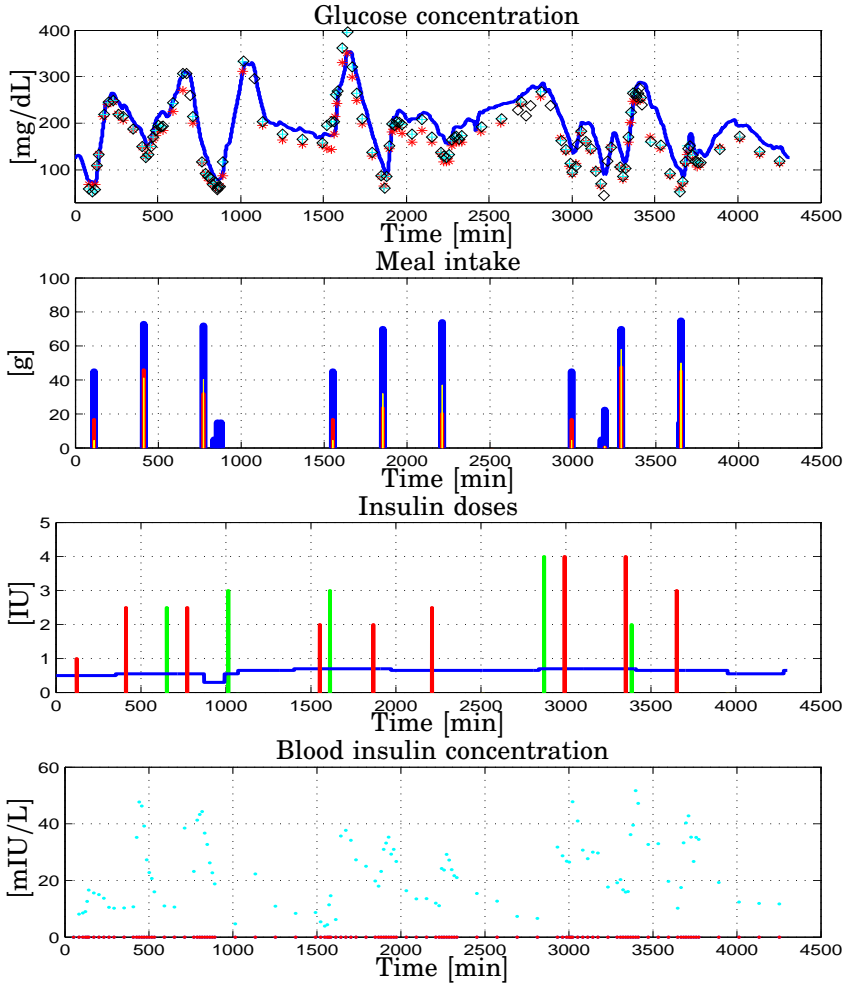 Glucose concentration
400
300
200
100
[mg/dL]
0 500 1000 1500 2000 2500 3000 3500 4000 4500
Time [min]
Meal intake
100
80
60
40
20
0
[g]
0 500 1000 1500 2000 2500 3000 3500 4000 4500
Time [min]
Insulin doses
5
4
3
2
1
0
[IU]
0 500 1000 1500 2000 2500 3000 3500 4000 4500
Time [min]
Blood insulin concentration
60
40
20
0
[mIU/L]
0 500 1000 1500 2000 2500 3000 3500 4000 4500
Time [min]